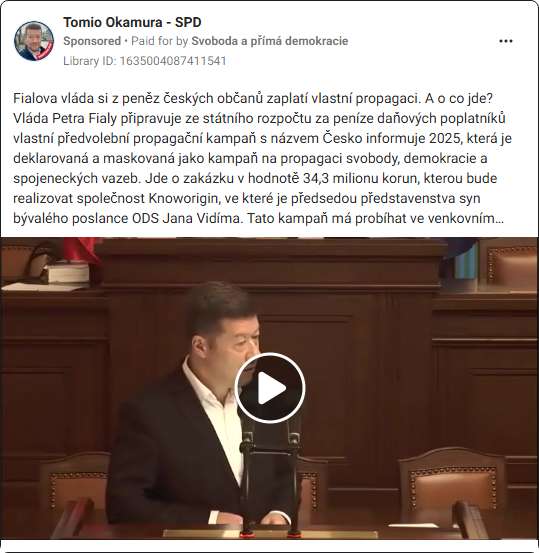 Tomio Okamura - SPD
Sponsored • Paid for by Svoboda a přímá demokracie
Library ID: 1635004087411541
Fialova vláda si z peněz českých občanů zaplatí vlastní propagaci. A o co jde?
Vláda Petra Fialy připravuje ze státního rozpočtu za peníze daňových poplatníků
vlastní předvolební propagační kampaň s názvem Česko informuje 2025, která je
deklarovaná a maskovaná jako kampaň na propagaci svobody, demokracie a
spojeneckých vazeb. Jde o zakázku v hodnotě 34,3 milionu korun, kterou bude
realizovat společnost Knoworigin, ve které je předsedou představenstva syn
bývalého poslance ODS Jana Vidíma. Tato kampaň má probíhat ve venkovním…